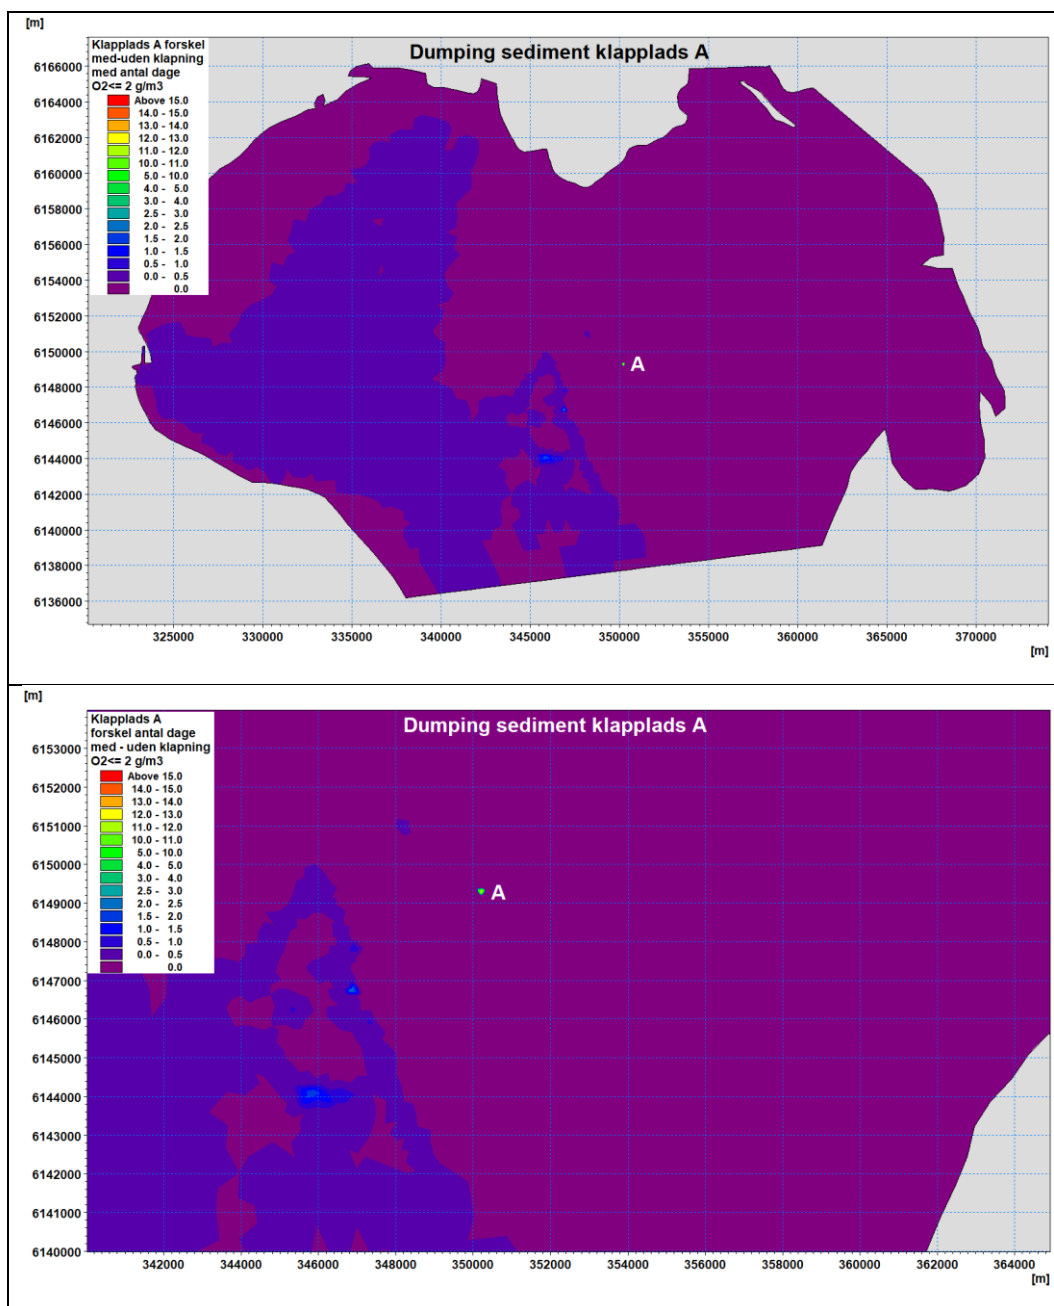 [m]
Dumping sediment klapplads A
Klapplads A forskel
med-uden klapning
med antal dage
O2<= 2 g/m3
Above 15.0
14.0 - 15.0
13.0 - 14.0
12.0 - 13.0
11.0 - 12.0
10.0 - 11.0
5.0 - 10.0
4.0 - 5.0
3.0 - 4.0
2.5 - 3.0
2.0 - 2.5
1.5 - 2.0
1.0 - 1.5
0.5 - 1.0
0.0 - 0.5
0.0
6166000
6164000
6162000
6160000
6158000
6156000
6154000
6152000
6150000
6148000
6146000
6144000
6142000
6140000
6138000
6136000
A
325000 330000 335000 340000 345000 350000 355000 360000 365000 370000
[m]
[m]
Dumping sediment klapplads A
Klapplads A
forskel antal dage
med - uden klapning
O2<= 2 g/m3
Above 15.0
14.0 - 15.0
13.0 - 14.0
12.0 - 13.0
11.0 - 12.0
10.0 - 11.0
5.0 - 10.0
4.0 - 5.0
3.0 - 4.0
2.5 - 3.0
2.0 - 2.5
1.5 - 2.0
1.0 - 1.5
0.5 - 1.0
0.0 - 0.5
0.0
6153000
6152000
6151000
6150000
6149000
6148000
6147000
6146000
6145000
6144000
6143000
6142000
6141000
6140000
A
342000 344000 346000 348000 350000 352000 354000 356000 358000 360000 362000 364000
[m]